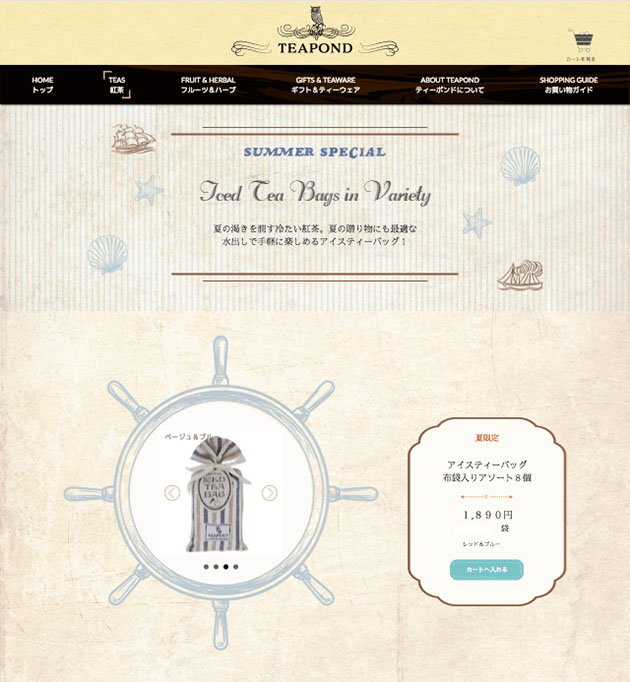 TEAPOND
カートを見る
HOME
トップ
TEAS
紅茶
FRUIT & HERBAL
フルーツ＆ハーブ
GIFTS & TEAWARE
ギフト＆ティーウェア
ABOUT TEAPOND
ティーポンドについて
SHOPPING GUIDE
お買い物ガイド
SUMMER SPECIAL
Iced Tea Bags in Variety
夏の渇きを潤す冷たい紅茶。夏の贈り物にも最適な
水出しで手軽に楽しめるアイスティーバッグ！
ベージュ＆ブルー
ICED
TEA
BAG
TEAPOND
夏限定
アイスティーバッグ
布袋入りアソート８個
1,890円
袋
レッド＆ブルー
カートへ入れる